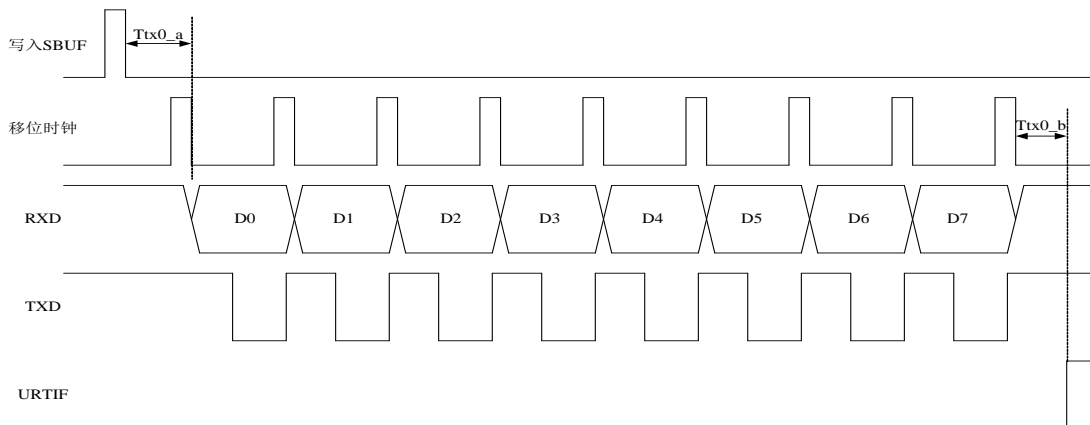 Ttx0_a
写入SBUF
移位时钟
Ttx0_b
RXD D0 D1 D2 D3 D4 D5 D6 D7
TXD
URTIF